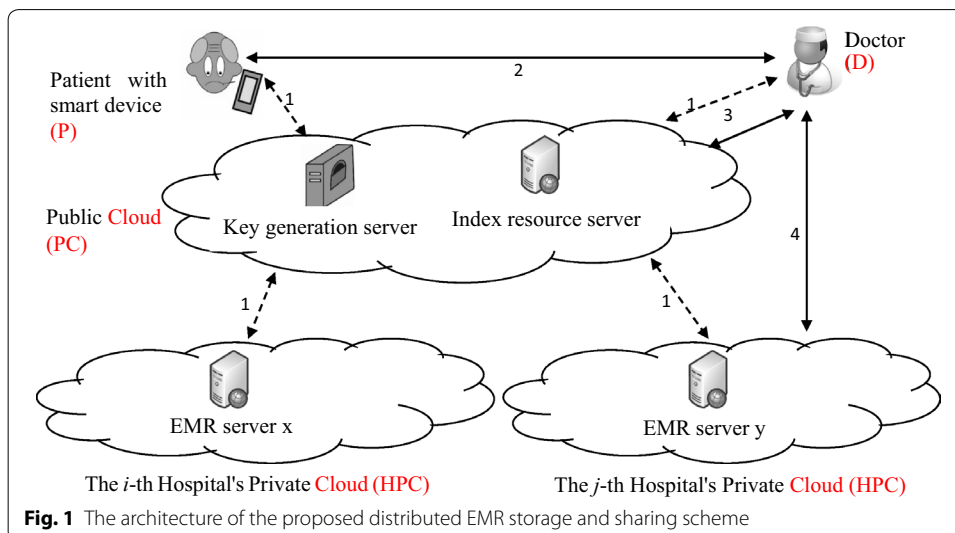 Patient with
smart device
(P)
1
2
Doctor
(D)
1
3
Public Cloud
(PC)
Key generation server
Index resource server
4
1
1
EMR server x
EMR server y
The i-th Hospital's Private Cloud (HPC)
The j-th Hospital's Private Cloud (HPC)
Fig. 1 The architecture of the proposed distributed EMR storage and sharing scheme